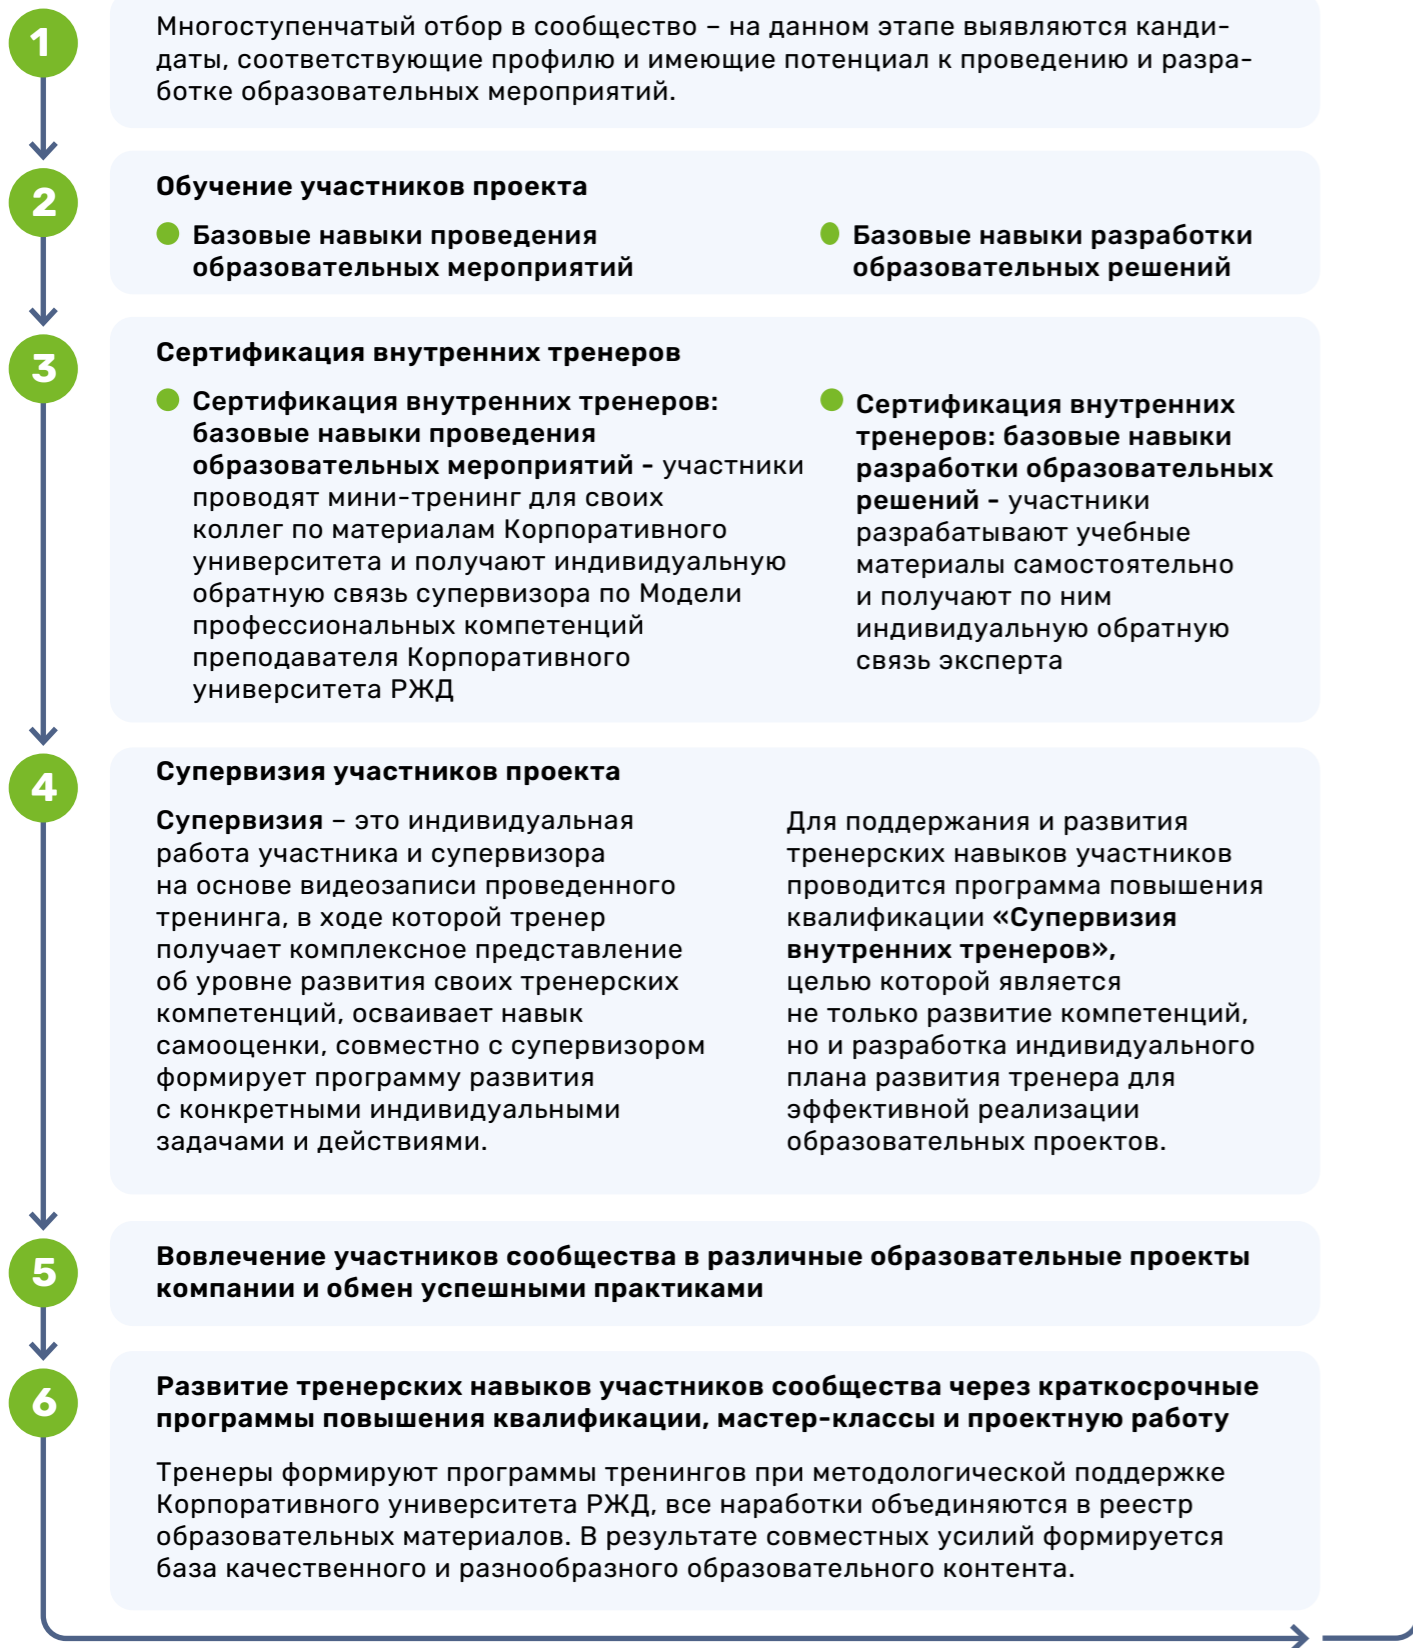 1
Многоступенчатый отбор в сообщество – на данном этапе выявляются канди-
даты, соответствующие профилю и имеющие потенциал к проведению и разра-
ботке образовательных мероприятий.
2
Обучение участников проекта
Базовые навыки проведения
образовательных мероприятий
Базовые навыки разработки
образовательных решений
3
Сертификация внутренних тренеров
Сертификация внутренних тренеров:
базовые навыки проведения
образовательных мероприятий - участники
проводят мини-тренинг для своих
коллег по материалам Корпоративного
университета и получают индивидуальную
обратную связь супервизора по Модели
профессиональных компетенций
преподавателя Корпоративного
университета РЖД
Сертификация внутренних
тренеров: базовые навыки
разработки образовательных
решений - участники
разрабатывают учебные
материалы самостоятельно
и получают по ним
индивидуальную обратную
связь эксперта
4
Супервизия участников проекта
Супервизия – это индивидуальная
работа участника и супервизора
на основе видеозаписи проведенного
тренинга, в ходе которой тренер
получает комплексное представление
об уровне развития своих тренерских
компетенций, осваивает навык
самооценки, совместно с супервизором
формирует программу развития
с конкретными индивидуальными
задачами и действиями.
Для поддержания и развития
тренерских навыков участников
проводится программа повышения
квалификации «Супервизия
внутренних тренеров»,
целью которой является
не только развитие компетенций,
но и разработка индивидуального
плана развития тренера для
эффективной реализации
образовательных проектов.
5
Вовлечение участников сообщества в различные образовательные проекты
компании и обмен успешными практиками
6
Развитие тренерских навыков участников сообщества через краткосрочные
программы повышения квалификации, мастер-классы и проектную работу
Тренеры формируют программы тренингов при методологической поддержке
Корпоративного университета РЖД, все наработки объединяются в реестр
образовательных материалов. В результате совместных усилий формируется
база качественного и разнообразного образовательного контента.